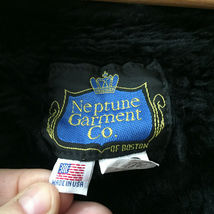 Neptune
Garment
Co.
OF BOSTON
MADE IN USA